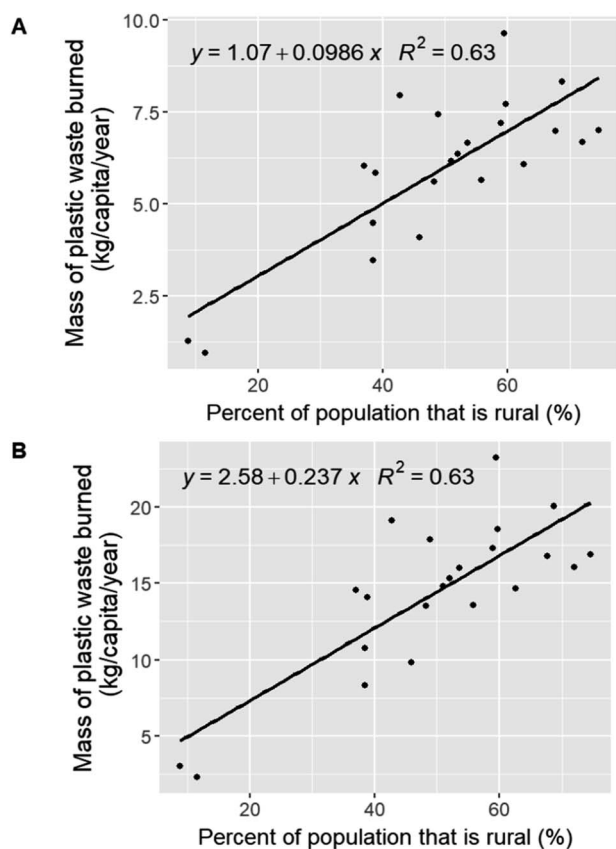 A
y = 1.07 + 0.0986 x R² = 0.63
Mass of plastic waste burned
(kg/capita/year)
10.0
7.5
5.0
2.5
20 40 60
Percent of population that is rural (%)
B
y = 2.58 + 0.237 x R² = 0.63
Mass of plastic waste burned
(kg/capita/year)
20
15
10
5
20 40 60
Percent of population that is rural (%)